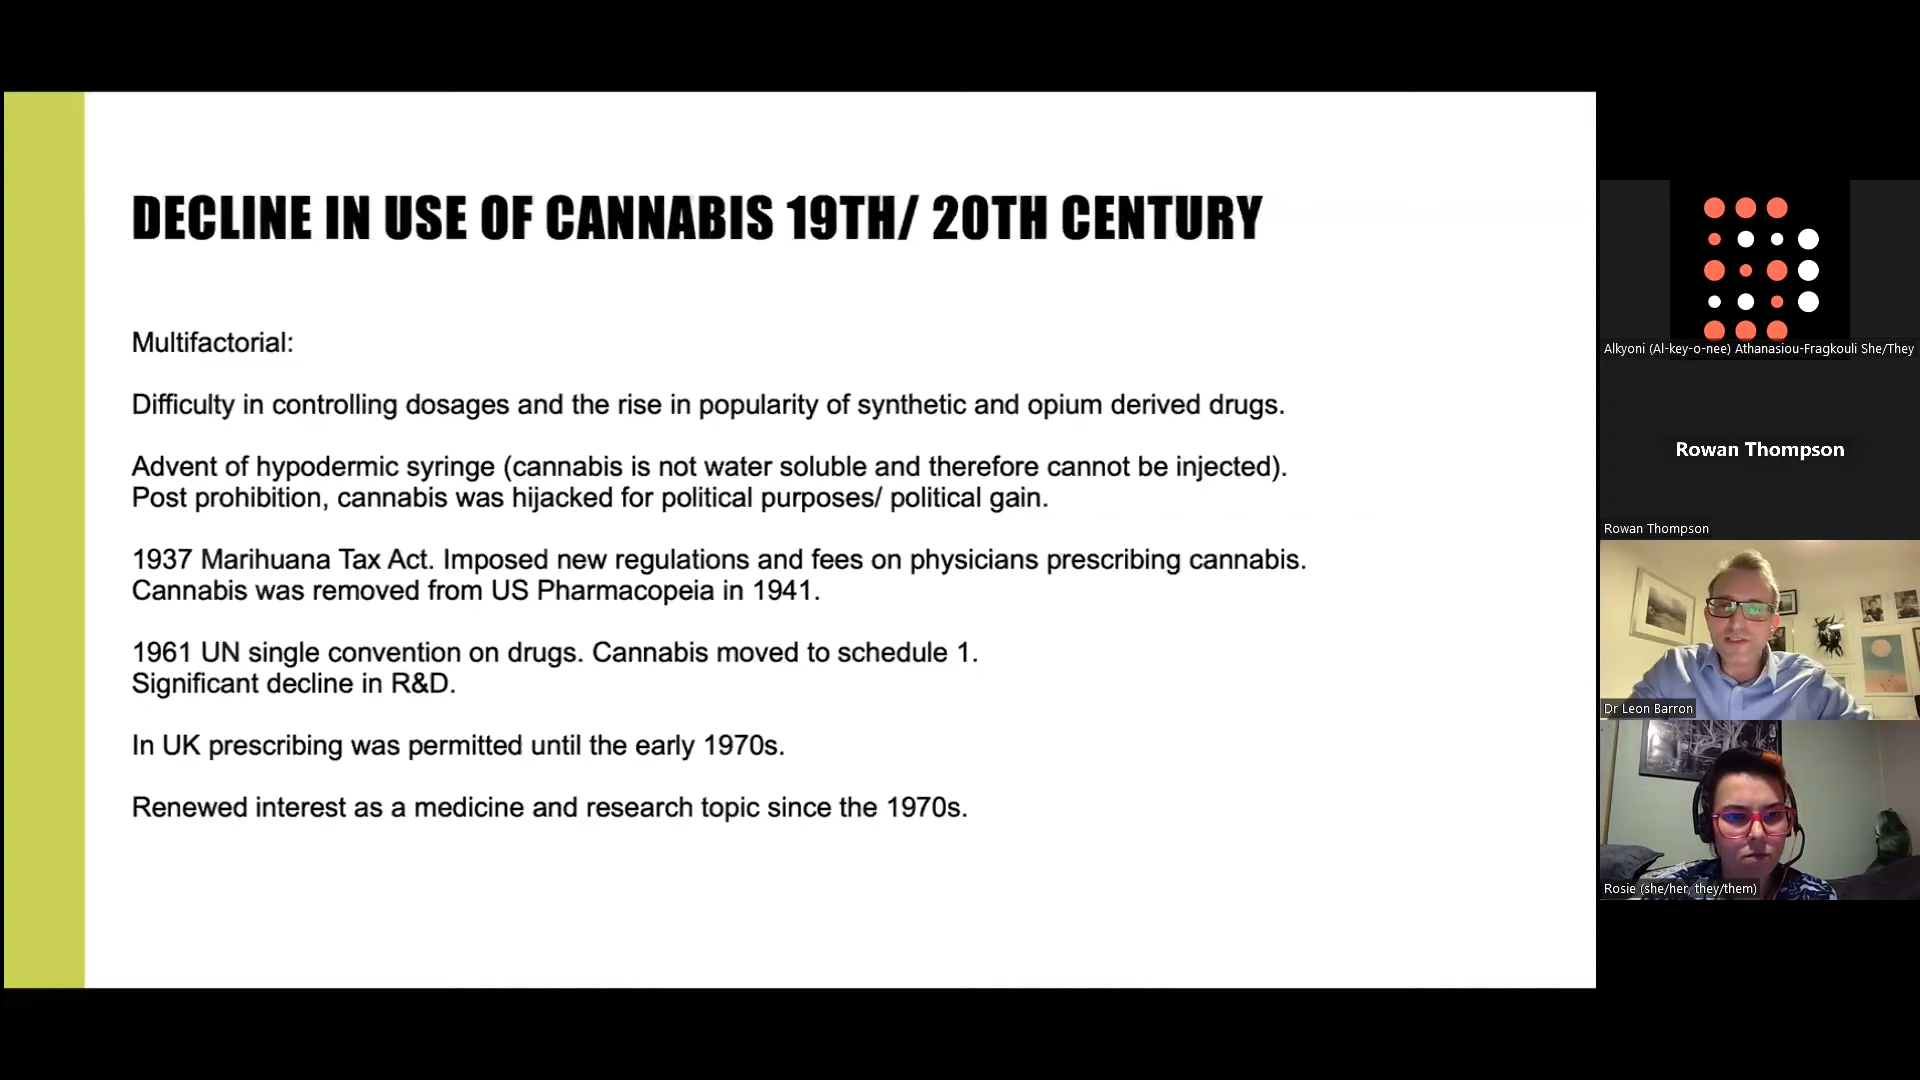 DECLINE IN USE OF CANNABIS 19TH/ 20TH CENTURY
Multifactorial:
Difficulty in controlling dosages and the rise in popularity of synthetic and opium derived drugs.
Advent of hypodermic syringe (cannabis is not water soluble and therefore cannot be injected).
Post prohibition, cannabis was hijacked for political purposes/ political gain.
1937 Marihuana Tax Act. Imposed new regulations and fees on physicians prescribing cannabis.
Cannabis was removed from US Pharmacopeia in 1941.
1961 UN single convention on drugs. Cannabis moved to schedule 1.
Significant decline in R&D.
In UK prescribing was permitted until the early 1970s.
Renewed interest as a medicine and research topic since the 1970s.
Alkyoni (Al-key-o-nee) Athanasiou-Fragkouli She/They
Rowan Thompson
Rowan Thompson
Dr Leon Barron
Rosie (she/her, they/them)